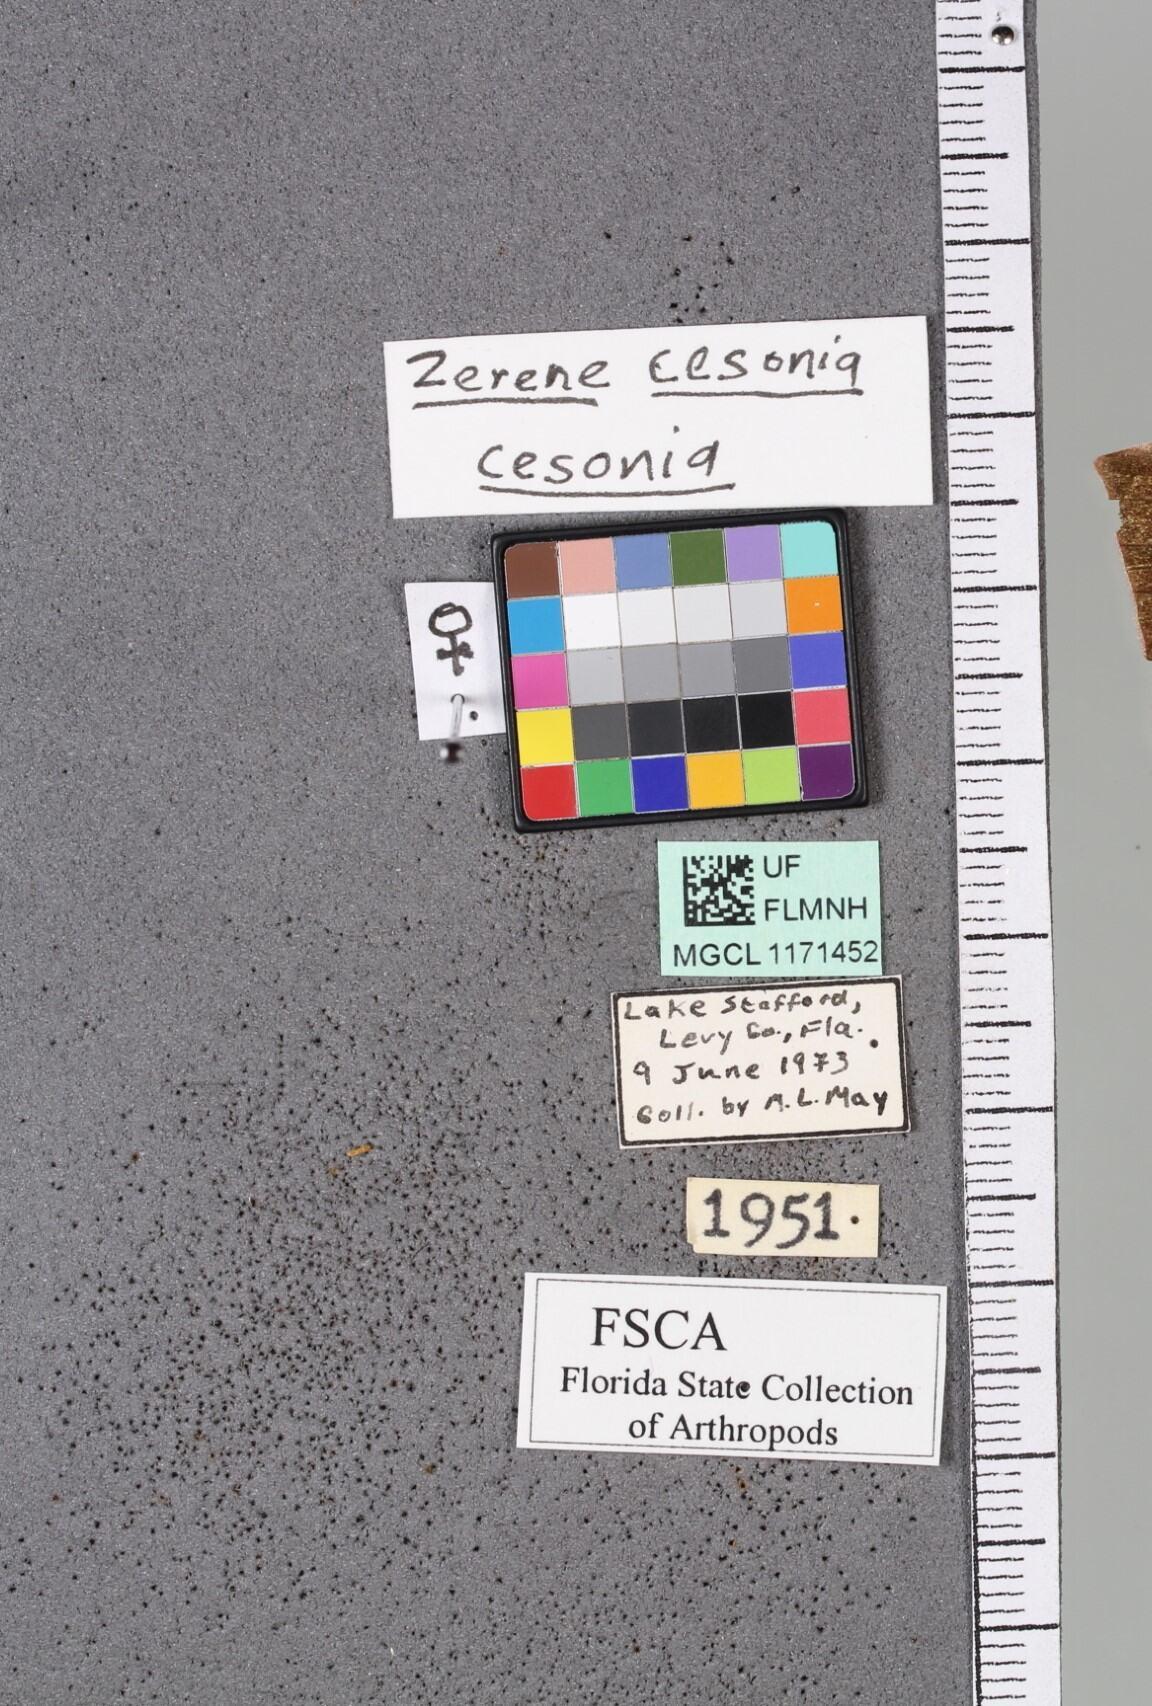 Zerene cesonia
cesonia
♀
UF
FLMNH
MGCL 1171452
Lake Stafford,
Levy Co., Fla.
9 June 1973
Coll. by M.L. May
1951.
FSCA
Florida State Collection
of Arthropods